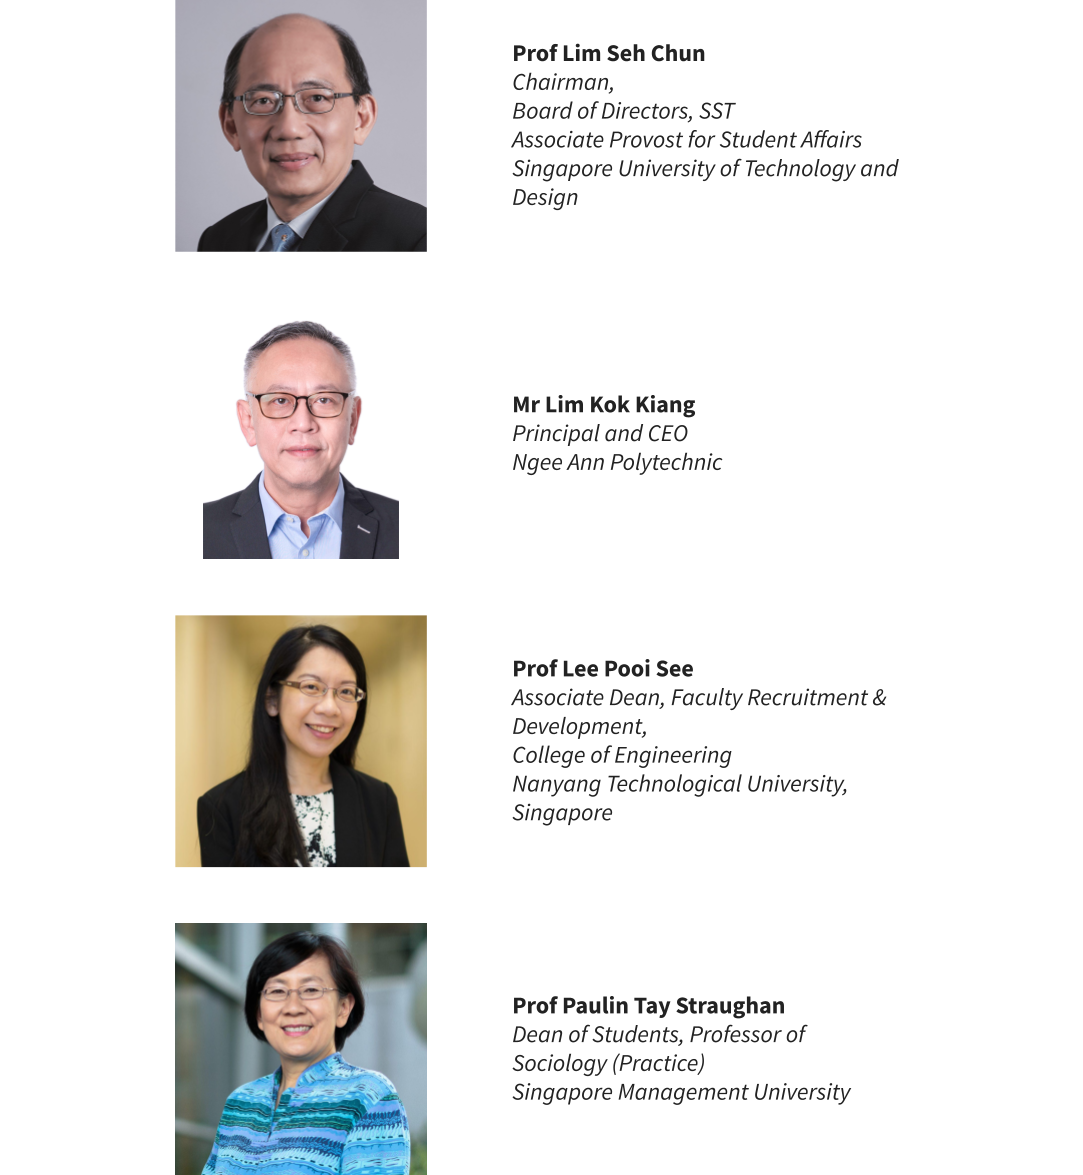 Prof Lim Seh Chun
Chairman,
Board of Directors, SST
Associate Provost for Student Affairs
Singapore University of Technology and
Design
Mr Lim Kok Kiang
Principal and CEO
Ngee Ann Polytechnic
Prof Lee Pooi See
Associate Dean, Faculty Recruitment &
Development,
College of Engineering
Nanyang Technological University,
Singapore
Prof Paulin Tay Straughan
Dean of Students, Professor of
Sociology (Practice)
Singapore Management University